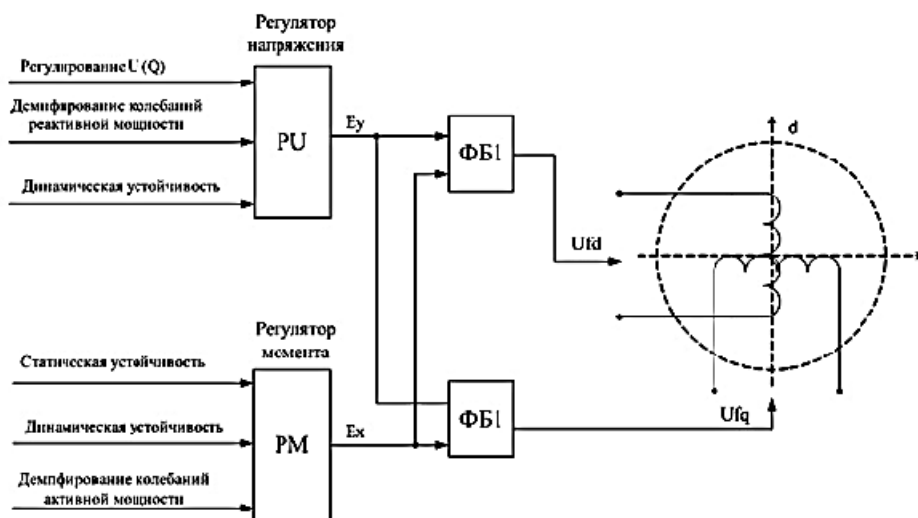 Регулятор
напряжения
Регулирование U (Q)
Демпфирование колебаний
реактивной мощности
Динамическая устойчивость
PU
Ey
ФБ1
Ufd
d
Регулятор
момента
Статическая устойчивость
Динамическая устойчивость
Демпфирование колебаний
активной мощности
РМ
Ex
ФБ1
Ufq